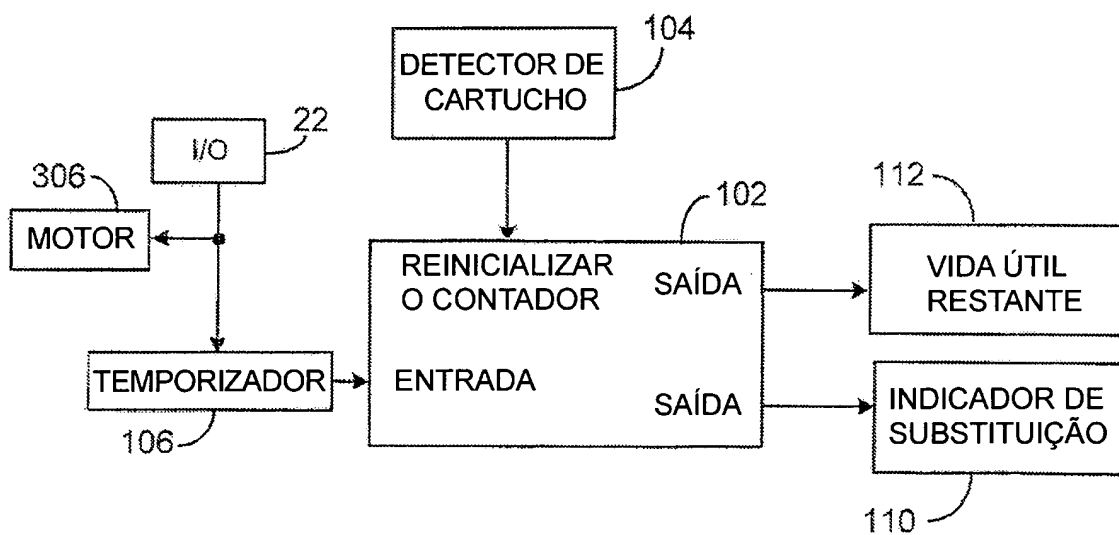 DETECTOR DE
CARTUCHO
104
I/O
22
306
MOTOR
102
112
REINICIALIZAR
O CONTADOR
SAÍDA
VIDA ÚTIL
RESTANTE
TEMPORIZADOR
106
ENTRADA
SAÍDA
INDICADOR DE
SUBSTITUIÇÃO
110